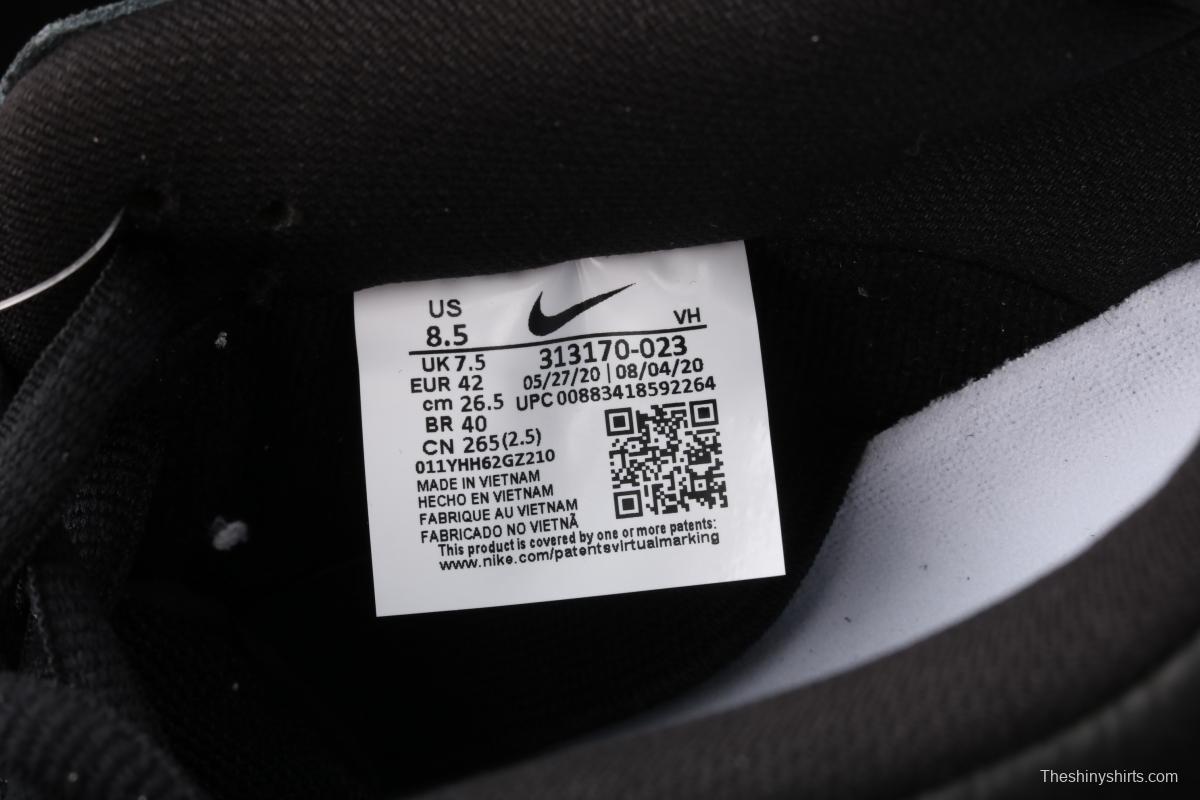 US
8.5
VH
UK 7.5
313170-023
EUR 42
05/27/20 | 08/04/20
cm 26.5
UPC 00883418592264
BR 40
CN 265(2.5)
011YHH62GZ210
MADE IN VIETNAM
HECHO EN VIETNAM
FABRIQUE AU VIETNAM
FABRICADO NO VIETNÃ
This product is covered by one or more patents:
www.nike.com/patentsvirtualmarking
Theshinyshirts.com